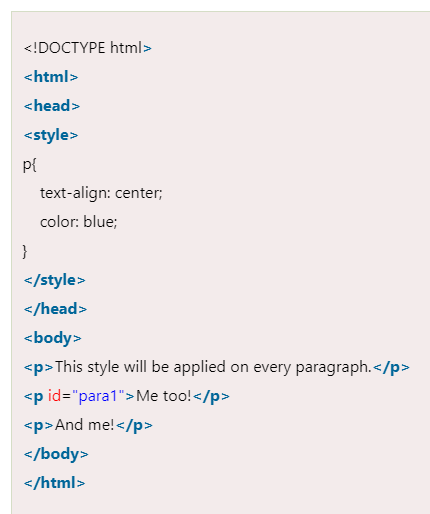 <!DOCTYPE html>
<html>
<head>
<style>
p{
    text-align: center;
    color: blue;
}
</style>
</head>
<body>
<p>This style will be applied on every paragraph.</p>
<p id="para1">Me too!</p>
<p>And me!</p>
</body>
</html>